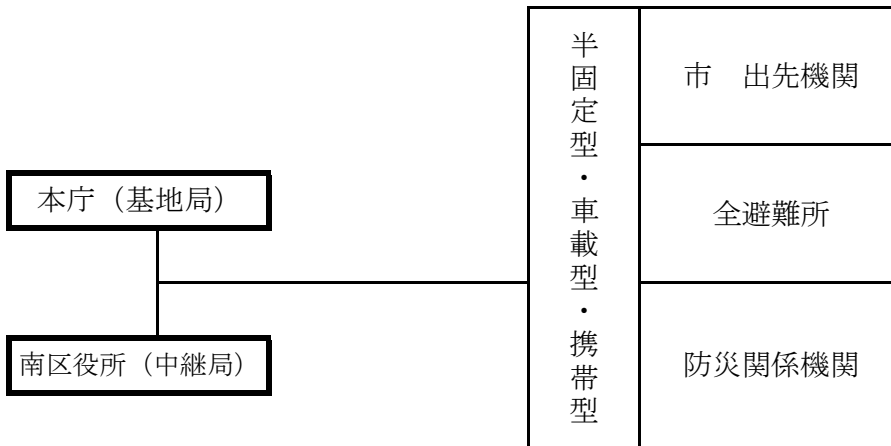 本庁（基地局）
南区役所（中継局）
半固定型・車載型・携帯型
市　出先機関
全避難所
防災関係機関